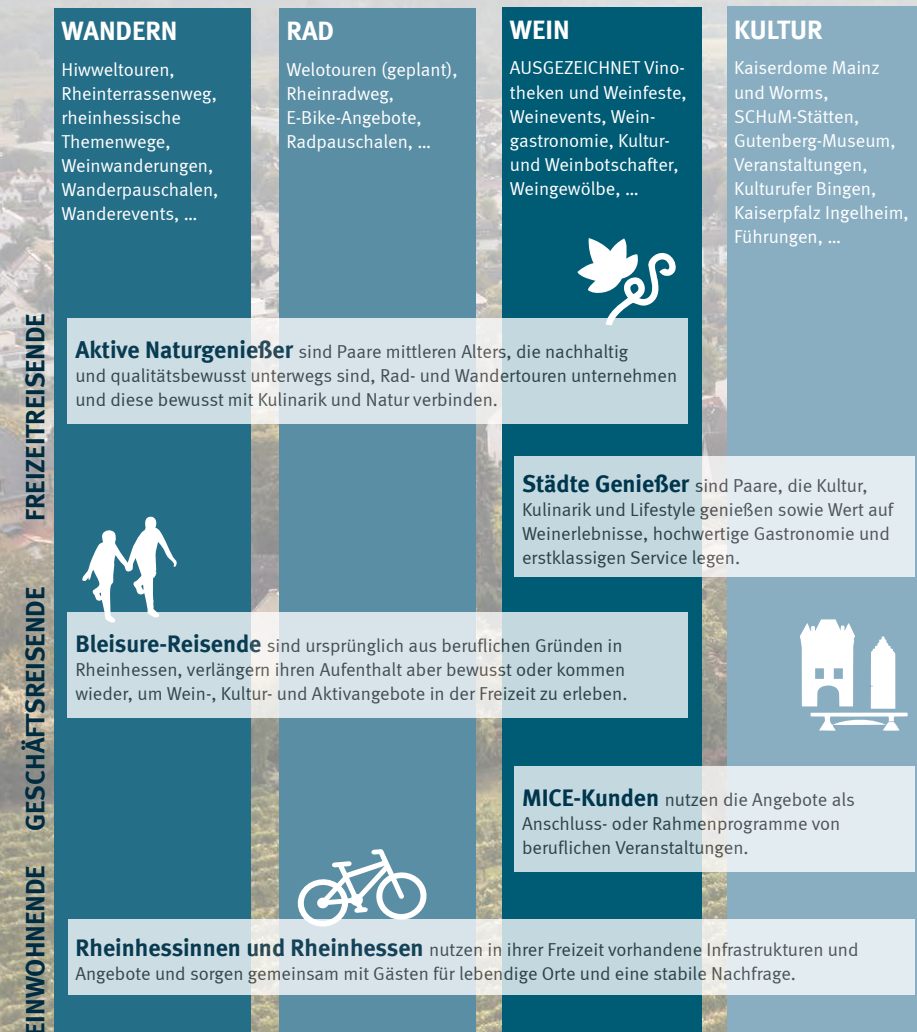 WANDERN
Hiwweltouren,
Rheinterrassenweg,
rheinhessische
Themenwege,
Weinwanderungen,
Wanderpauschalen,
Wanderevents, ...
RAD
Welotouren (geplant),
Rheinradweg,
E-Bike-Angebote,
Radpauschalen, ...
WEIN
AUSGEZEICHNET Vino-
theken und Weinfeste,
Weinevents, Wein-
gastronomie, Kultur-
und Weinbotschafter,
Weingewölbe, ...
KULTUR
Kaiserdome Mainz
und Worms,
SCHuM-Stätten,
Gutenberg-Museum,
Veranstaltungen,
Kulturufer Bingen,
Kaiserpfalz Ingelheim,
Führungen, ...
FREIZEITREISENDE
Aktive Naturgenießer sind Paare mittleren Alters, die nachhaltig
und qualitätsbewusst unterwegs sind, Rad- und Wandertouren unternehmen
und diese bewusst mit Kulinarik und Natur verbinden.
Städte Genießer sind Paare, die Kultur,
Kulinarik und Lifestyle genießen sowie Wert auf
Weinerlebnisse, hochwertige Gastronomie und
erstklassigen Service legen.
GESCHÄFTSREISENDE
Bleisure-Reisende sind ursprünglich aus beruflichen Gründen in
Rheinhessen, verlängern ihren Aufenthalt aber bewusst oder kommen
wieder, um Wein-, Kultur- und Aktivangebote in der Freizeit zu erleben.
MICE-Kunden nutzen die Angebote als
Anschluss- oder Rahmenprogramme von
beruflichen Veranstaltungen.
EINWOHNENDE
Rheinhessinnen und Rheinhessen nutzen in ihrer Freizeit vorhandene Infrastrukturen und
Angebote und sorgen gemeinsam mit Gästen für lebendige Orte und eine stabile Nachfrage.